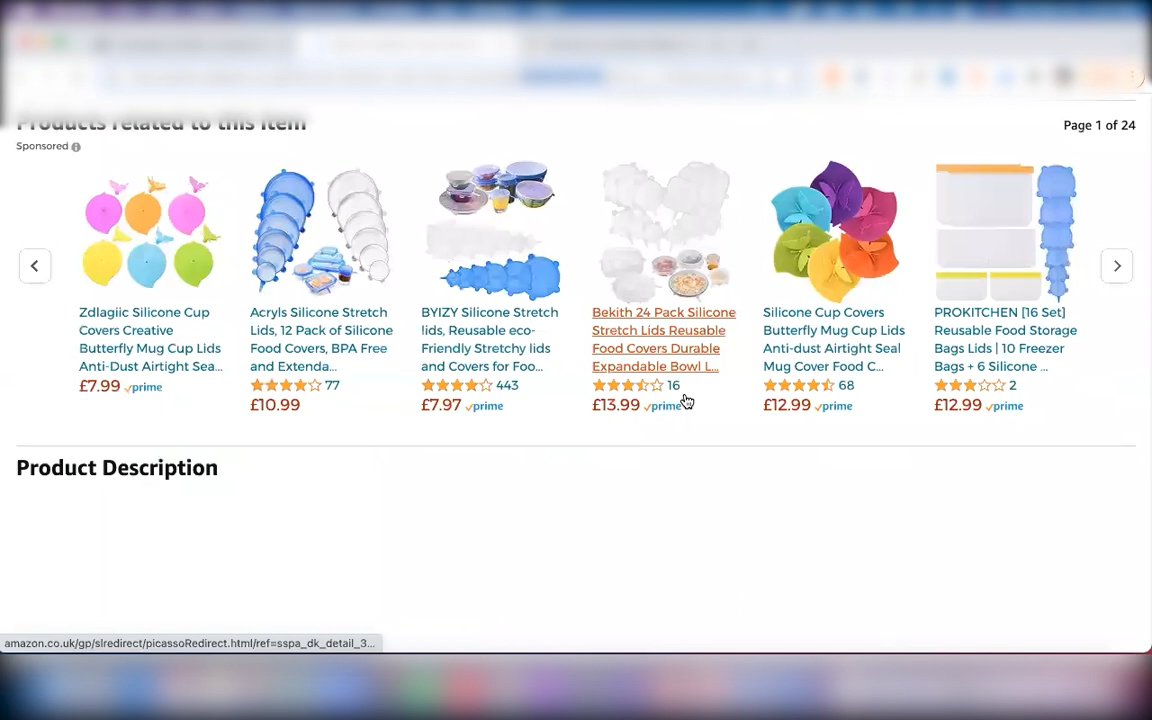 Products related to this item
Page 1 of 24
Sponsored
Zdlagiic Silicone Cup
Covers Creative
Butterfly Mug Cup Lids
Anti-Dust Airtight Sea...
£7.99 prime
Acryls Silicone Stretch
Lids, 12 Pack of Silicone
Food Covers, BPA Free
and Extenda...
77
£10.99
BYIZY Silicone Stretch
lids, Reusable eco-
Friendly Stretchy lids
and Covers for Foo...
443
£7.97 prime
Bekith 24 Pack Silicone
Stretch Lids Reusable
Food Covers Durable
Expandable Bowl L...
16
£13.99 prime
Silicone Cup Covers
Butterfly Mug Cup Lids
Anti-dust Airtight Seal
Mug Cover Food C...
68
£12.99 prime
PROKITCHEN [16 Set]
Reusable Food Storage
Bags Lids | 10 Freezer
Bags + 6 Silicone ...
2
£12.99 prime
Product Description
amazon.co.uk/gp/slredirect/picassoRedirect.html/ref=sspa_dk_detail_3...